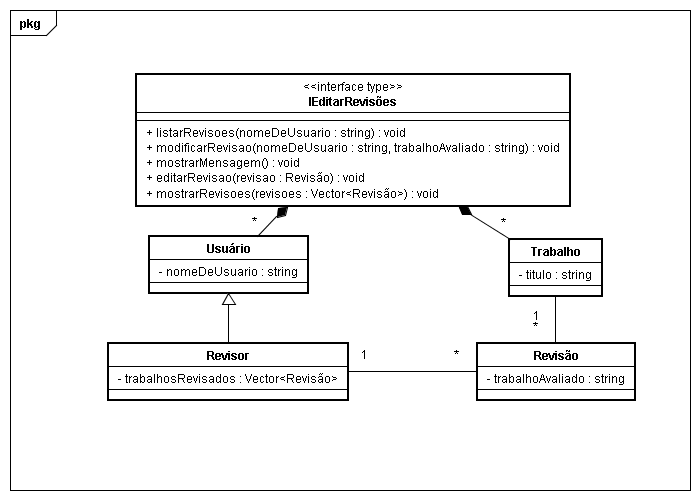 pkg
<<interface type>>
IEditarRevisões
+ listarRevisoes(nomeDeUsuario : string) : void
+ modificarRevisao(nomeDeUsuario : string, trabalhoAvaliado : string) : void
+ mostrarMensagem() : void
+ editarRevisao(revisao : Revisão) : void
+ mostrarRevisoes(revisoes : Vector<Revisão>) : void
*
*
Usuário
- nomeDeUsuario : string
Trabalho
- titulo : string
1
*
Revisor
- trabalhosRevisados : Vector<Revisão>
1
*
Revisão
- trabalhoAvaliado : string